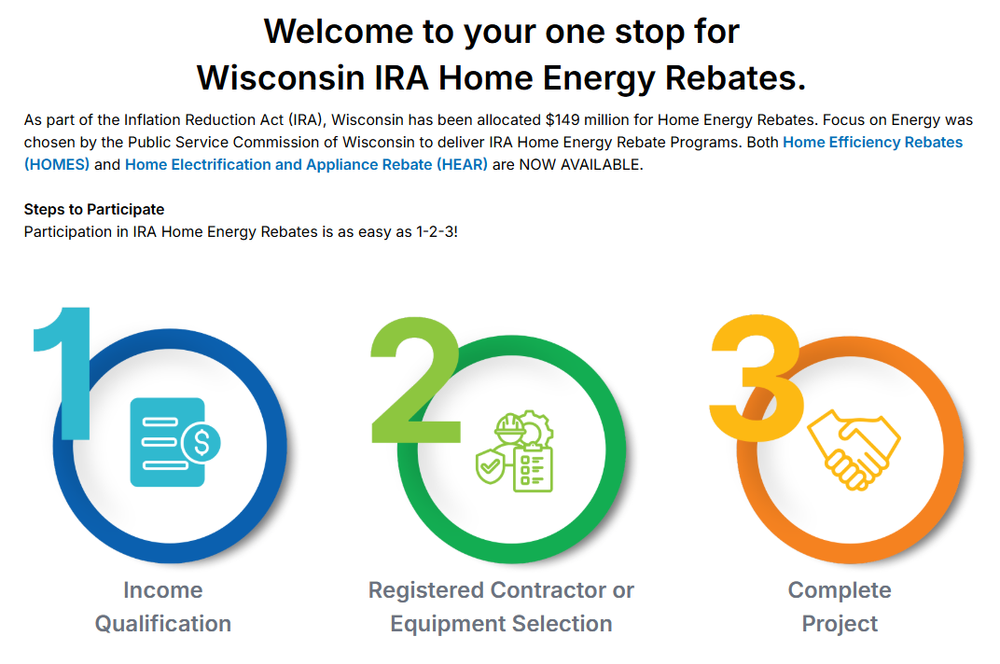 Welcome to your one stop for
Wisconsin IRA Home Energy Rebates.
As part of the Inflation Reduction Act (IRA), Wisconsin has been allocated $149 million for Home Energy Rebates. Focus on Energy was
chosen by the Public Service Commission of Wisconsin to deliver IRA Home Energy Rebate Programs. Both Home Efficiency Rebates
(HOMES) and Home Electrification and Appliance Rebate (HEAR) are NOW AVAILABLE.
Steps to Participate
Participation in IRA Home Energy Rebates is as easy as 1-2-3!
1
$
Income
Qualification
2
Registered Contractor or
Equipment Selection
3
Complete
Project